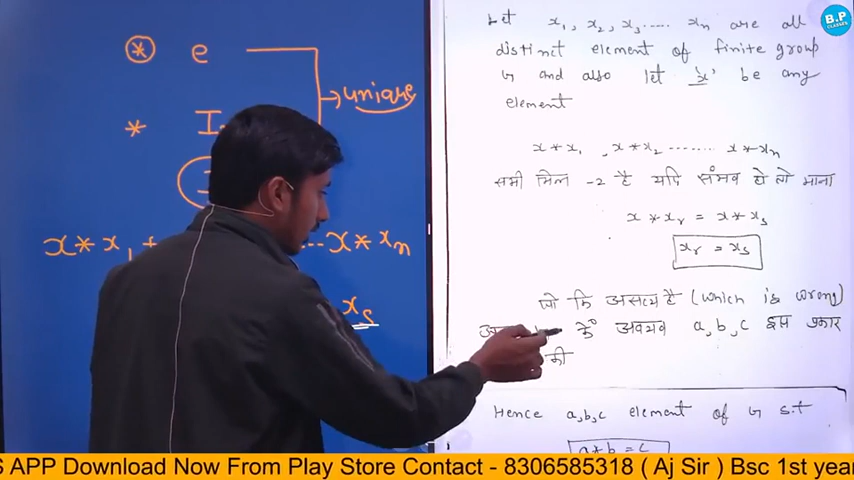 * e
unique
*
x * x₁
... x * xₙ
xₛ
Let x₁, x₂, x₃ ..... xₙ are all
distinct element of finite group
G and also let 'x' be any
element
x * x₁, x * x₂ ........ x * xₙ
सभी भिन्न -2 है यदि संभव हो तो माना
x * xᵣ = x * xₛ
xᵣ = xₛ
जो कि असत्य है (which is wrong)
के अवयव a, b, c इस प्रकार
की
Hence a, b, c element of G s.t
a * b = c
B.P
CLASSES
S APP Download Now From Play Store Contact - 8306585318 ( Aj Sir ) Bsc 1st year